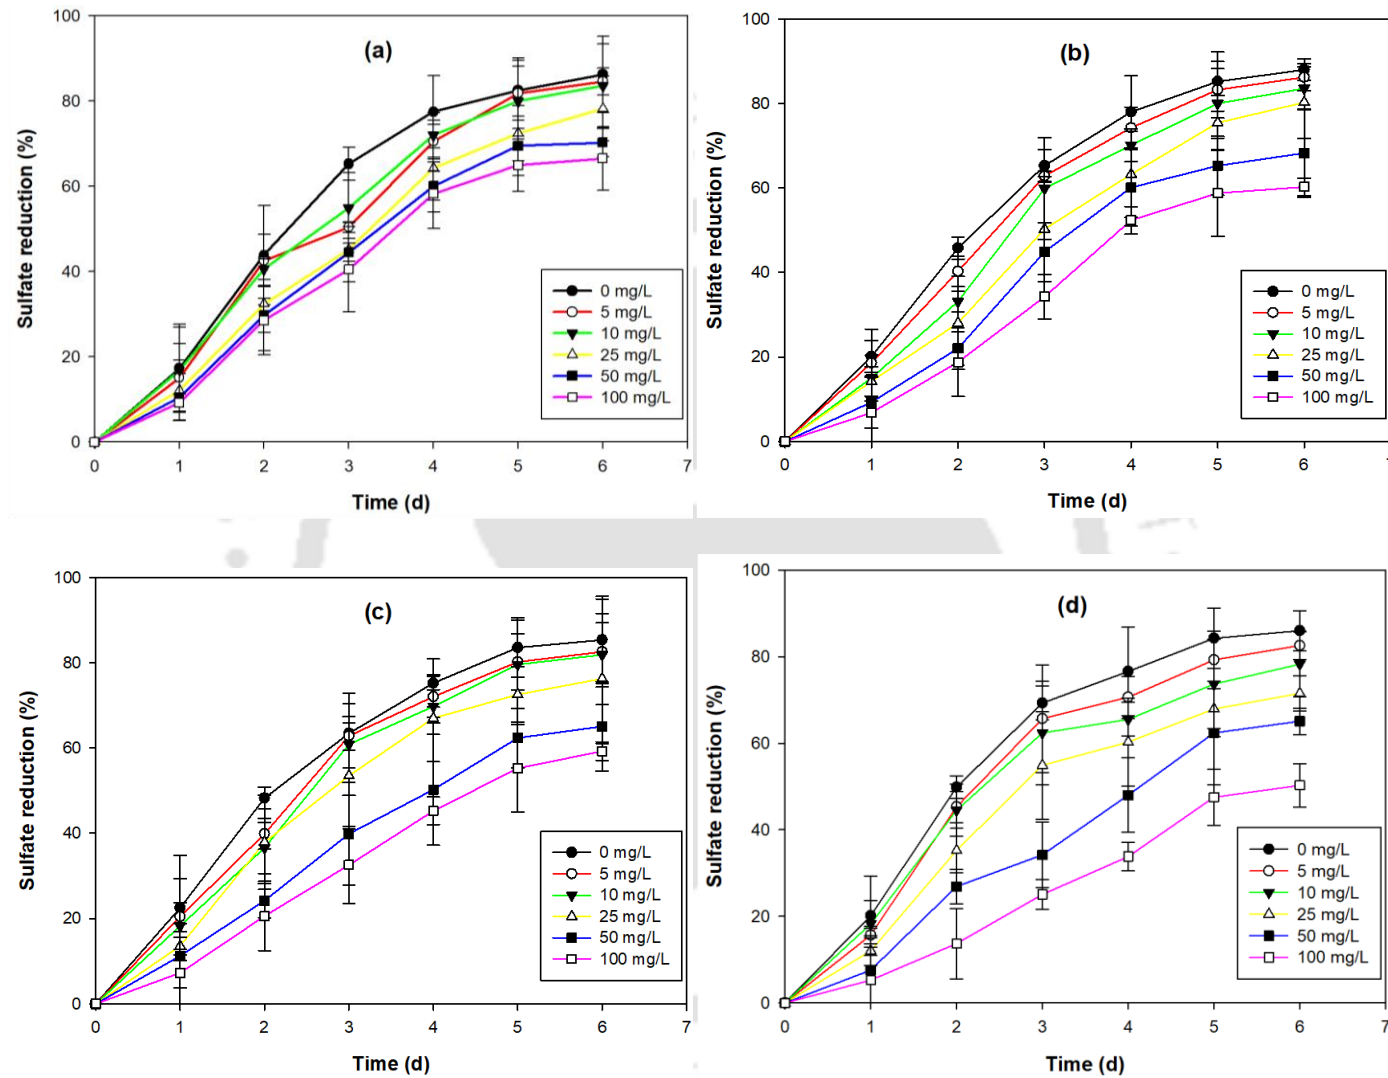 (a)
Sulfate reduction (%)
100
80
60
40
20
0
0 1 2 3 4 5 6 7
Time (d)
0 mg/L
5 mg/L
10 mg/L
25 mg/L
50 mg/L
100 mg/L
(b)
Sulfate reduction (%)
100
80
60
40
20
0
0 1 2 3 4 5 6
Time (d)
0 mg/L
5 mg/L
10 mg/L
25 mg/L
50 mg/L
100 mg/L
(c)
Sulfate reduction (%)
100
80
60
40
20
0
0 1 2 3 4 5 6 7
Time (d)
0 mg/L
5 mg/L
10 mg/L
25 mg/L
50 mg/L
100 mg/L
(d)
Sulfate reduction (%)
100
80
60
40
20
0
0 1 2 3 4 5 6 7
Time (d)
0 mg/L
5 mg/L
10 mg/L
25 mg/L
50 mg/L
100 mg/L